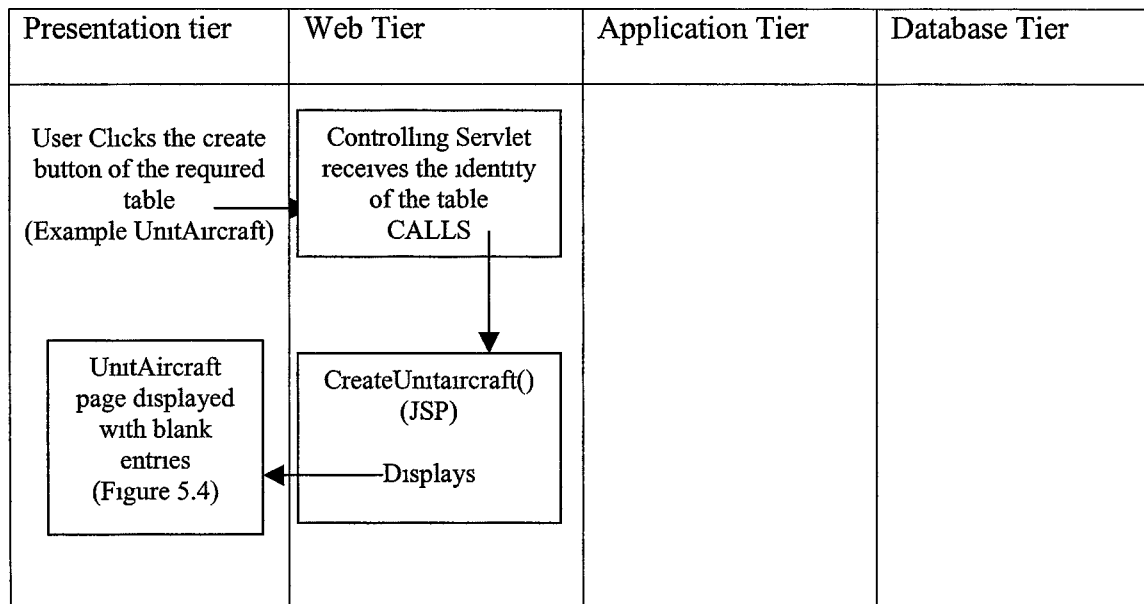 Presentation tier
Web Tier
Application Tier
Database Tier
User Clicks the create
button of the required
table
(Example UnitAircraft)
Controlling Servlet
receives the identity
of the table
CALLS
UnitAircraft
page displayed
with blank
entries
(Figure 5.4)
CreateUnitaircraft()
(JSP)
Displays